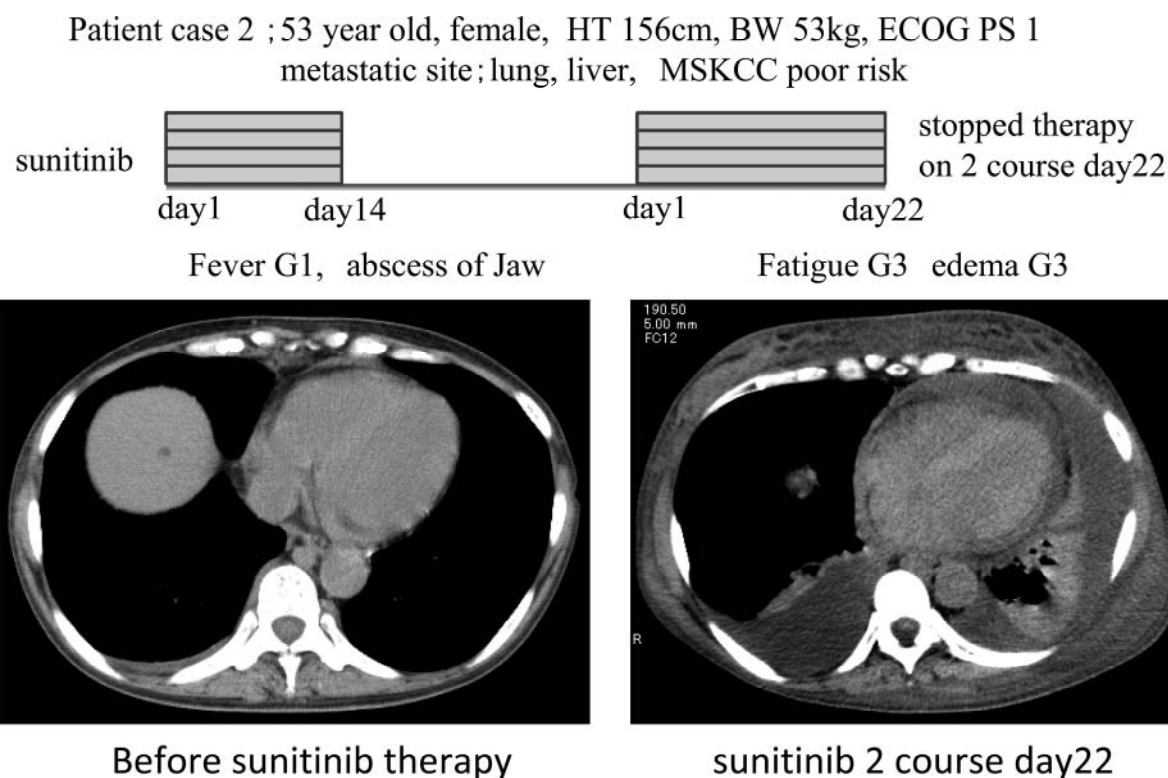 Patient case 2 ; 53 year old, female, HT 156cm, BW 53kg, ECOG PS 1
metastatic site ; lung, liver, MSKCC poor risk
sunitinib
stopped therapy
on 2 course day22
day1 day14 day1 day22
Fever G1, abscess of Jaw
Fatigue G3 edema G3
190.50
5.00 mm
FC12
R
Before sunitinib therapy
sunitinib 2 course day22